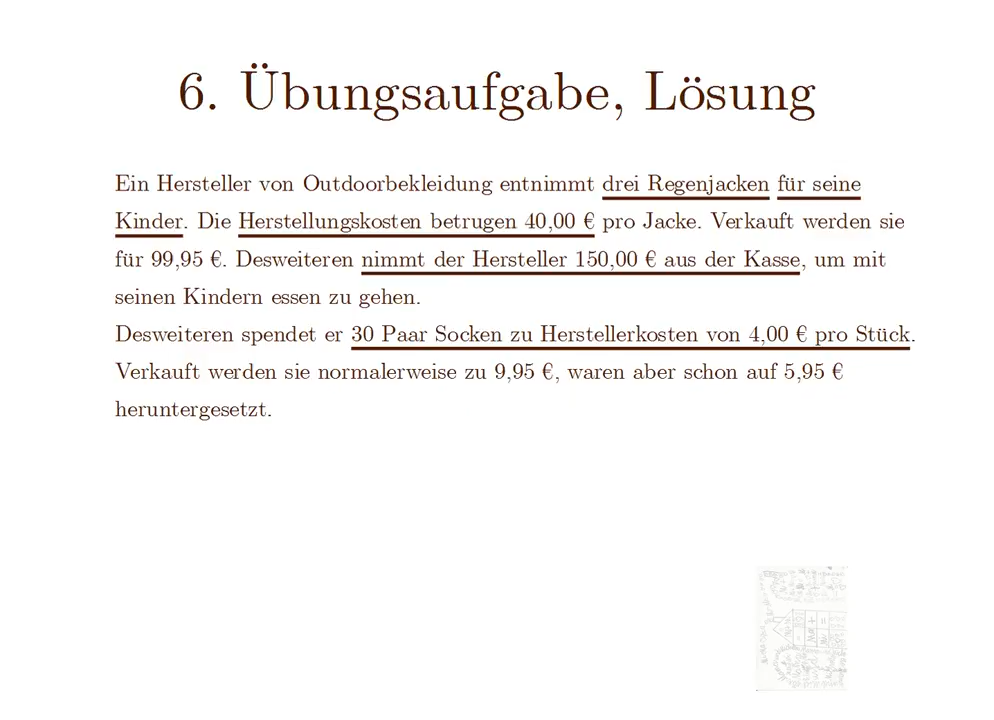 6. Übungsaufgabe, Lösung
Ein Hersteller von Outdoorbekleidung entnimmt drei Regenjacken für seine
Kinder. Die Herstellungskosten betrugen 40,00 € pro Jacke. Verkauft werden sie
für 99,95 €. Desweiteren nimmt der Hersteller 150,00 € aus der Kasse, um mit
seinen Kindern essen zu gehen.
Desweiteren spendet er 30 Paar Socken zu Herstellerkosten von 4,00 € pro Stück.
Verkauft werden sie normalerweise zu 9,95 €, waren aber schon auf 5,95 €
heruntergesetzt.